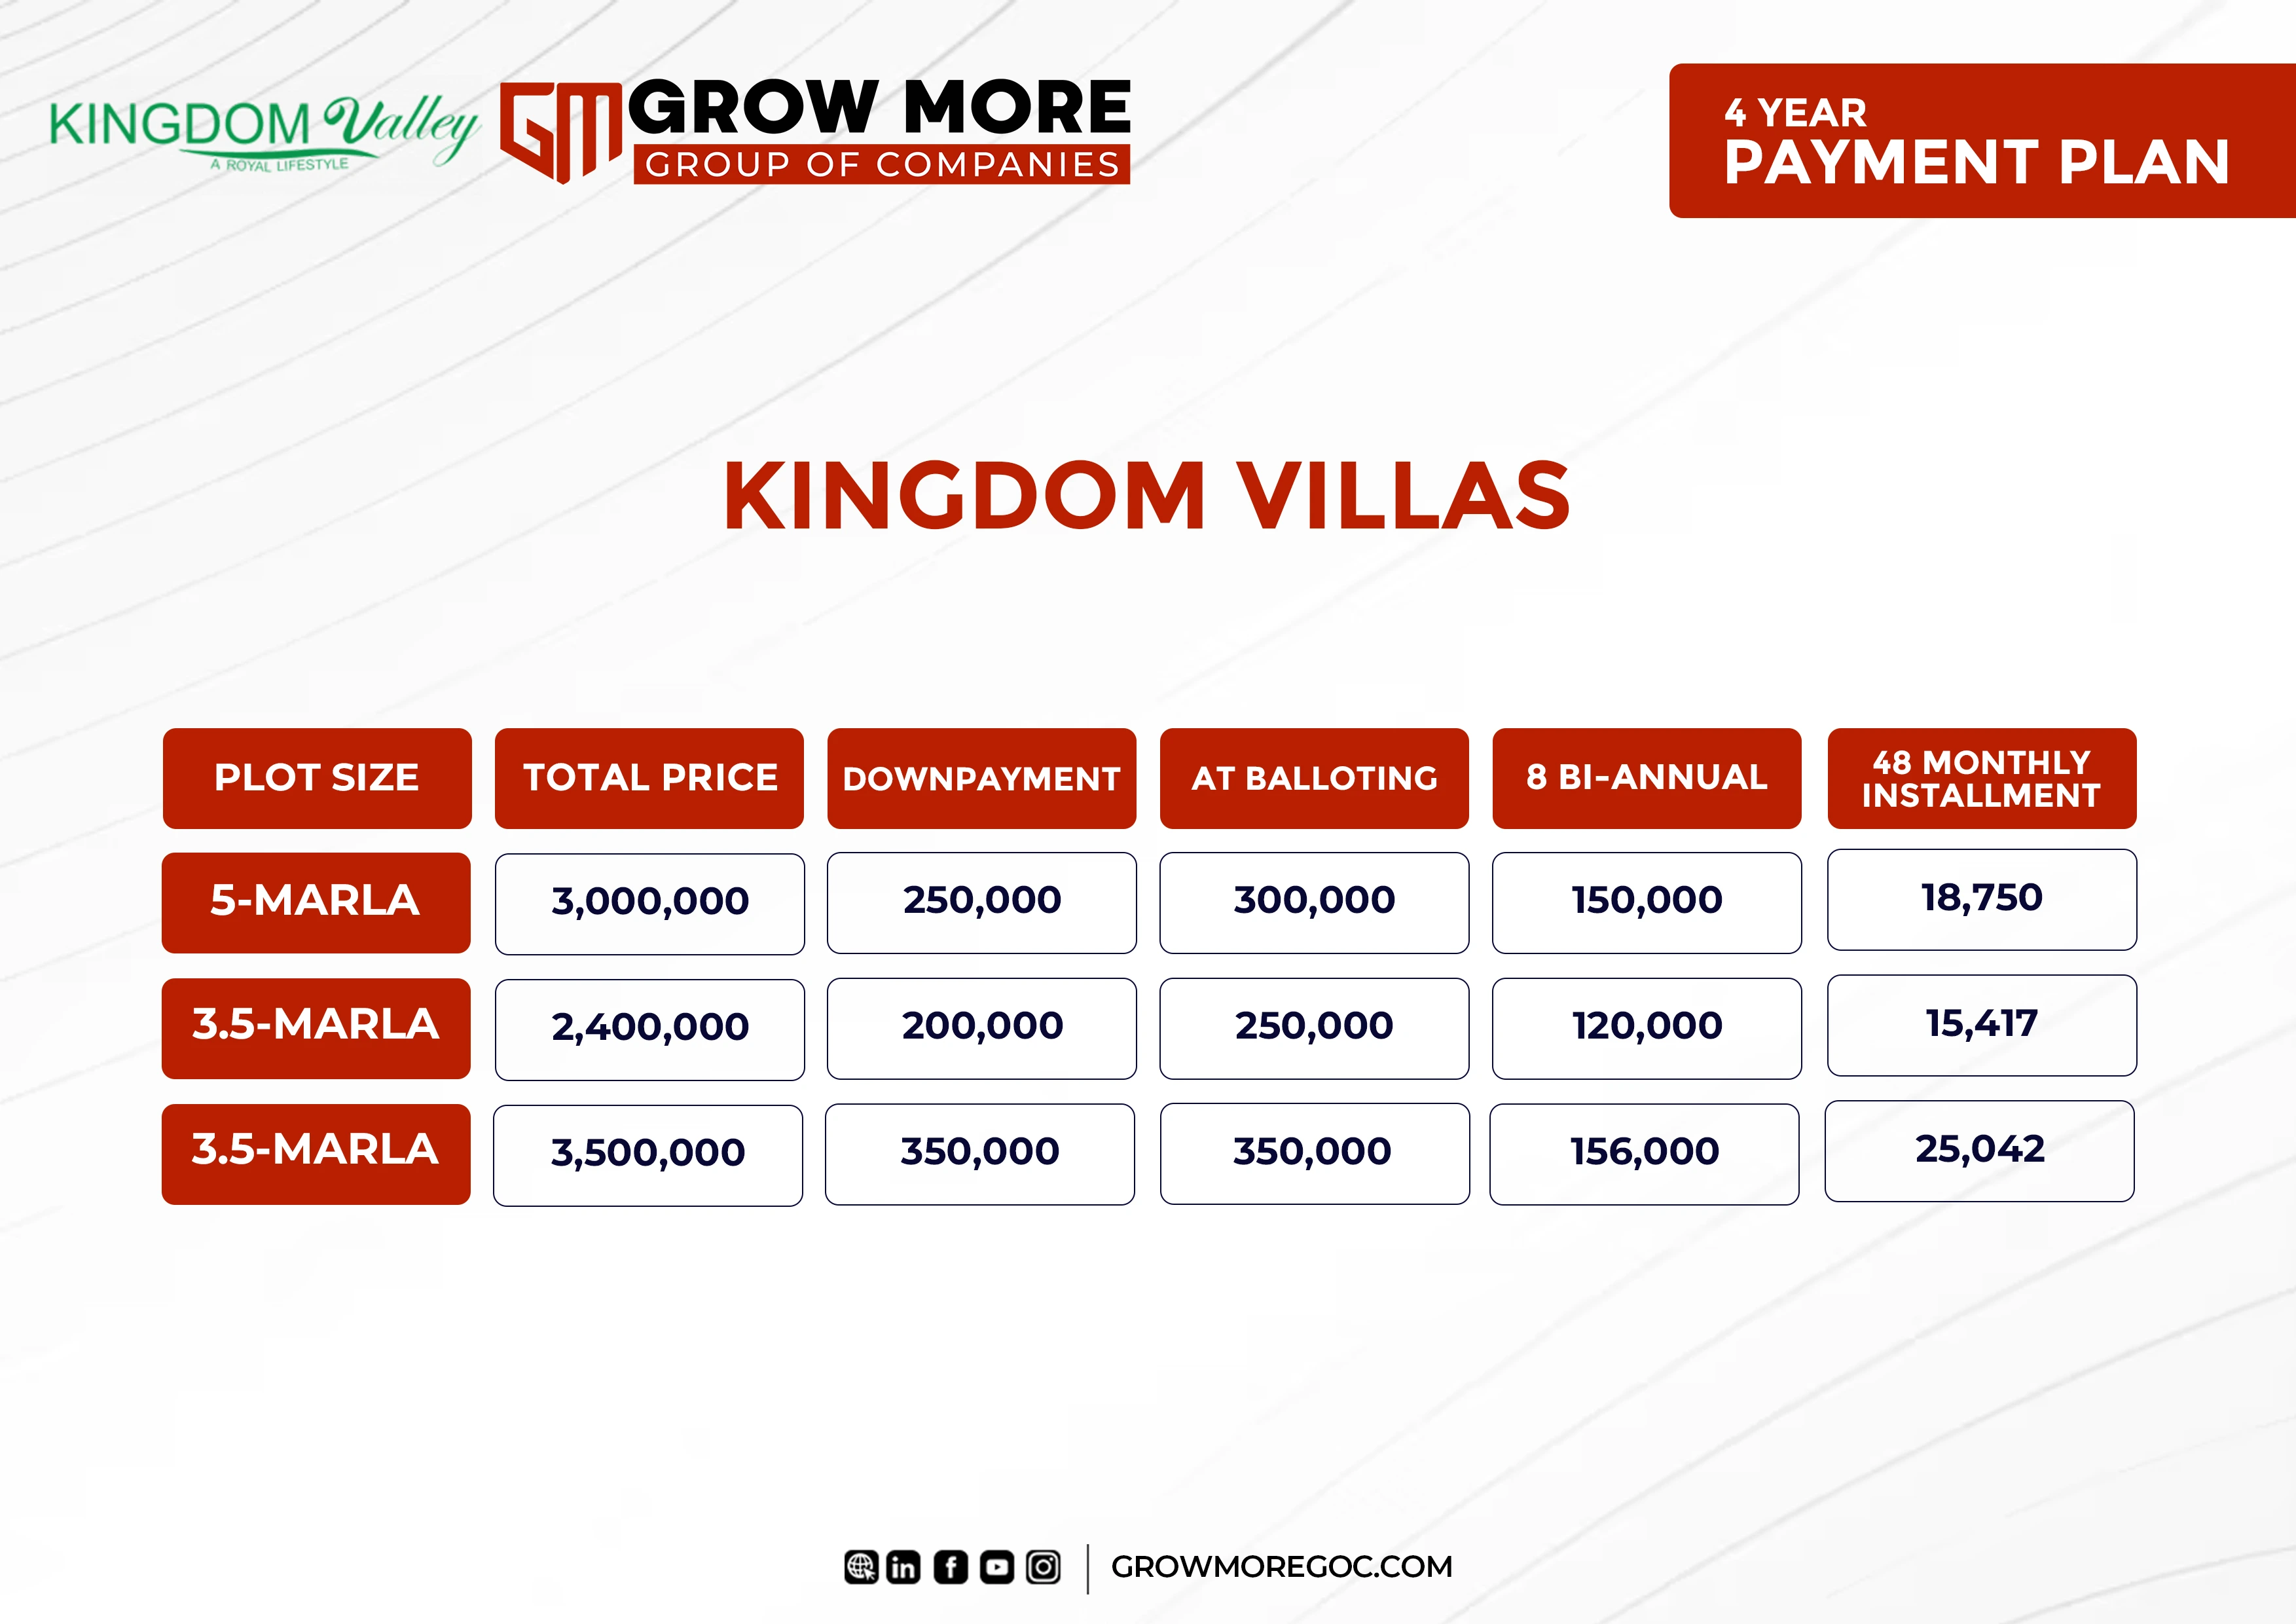 KINGDOM Valley
A ROYAL LIFESTYLE
GM GROW MORE
GROUP OF COMPANIES
4 YEAR
PAYMENT PLAN
KINGDOM VILLAS
PLOT SIZE TOTAL PRICE DOWNPAYMENT AT BALLOTING 8 BI-ANNUAL 48 MONTHLY INSTALLMENT
5-MARLA 3,000,000 250,000 300,000 150,000 18,750
3.5-MARLA 2,400,000 200,000 250,000 120,000 15,417
3.5-MARLA 3,500,000 350,000 350,000 156,000 25,042
GROWMOREGOC.COM